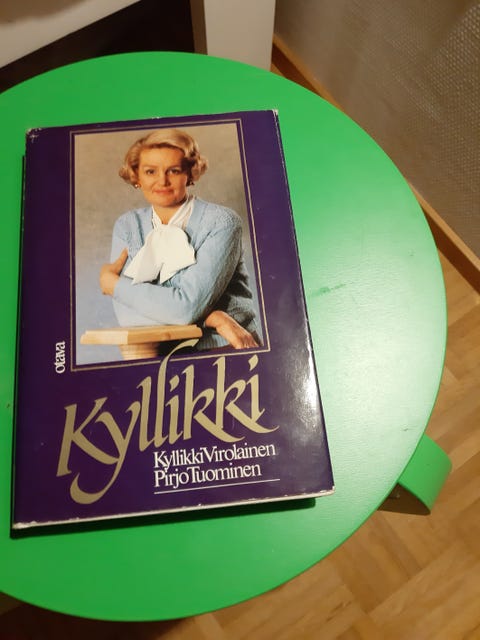 otava
Kyllikki
Kyllikki Virolainen
Pirjo Tuominen